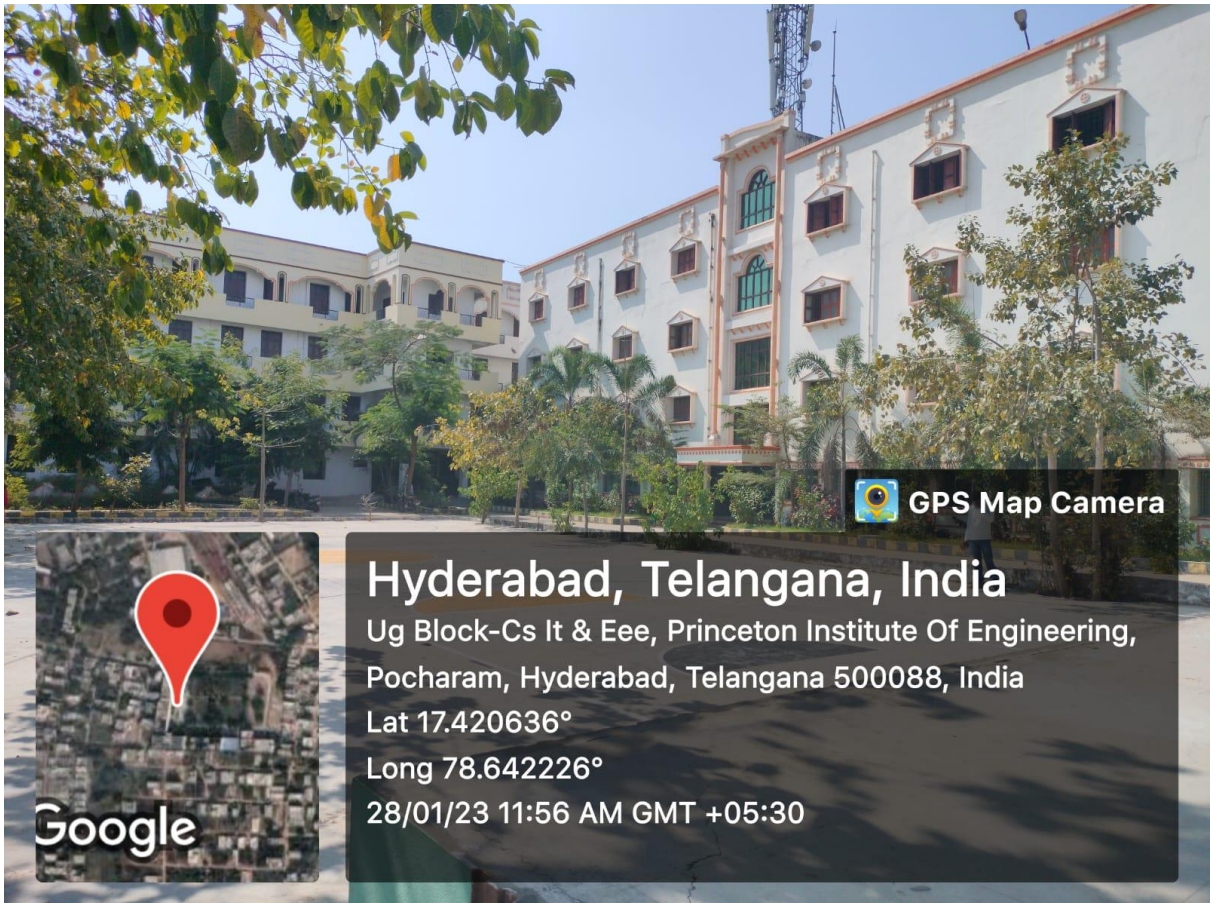 GPS Map Camera
Hyderabad, Telangana, India
Ug Block-Cs It & Eee, Princeton Institute Of Engineering,
Pocharam, Hyderabad, Telangana 500088, India
Lat 17.420636°
Long 78.642226°
28/01/23 11:56 AM GMT +05:30
Google